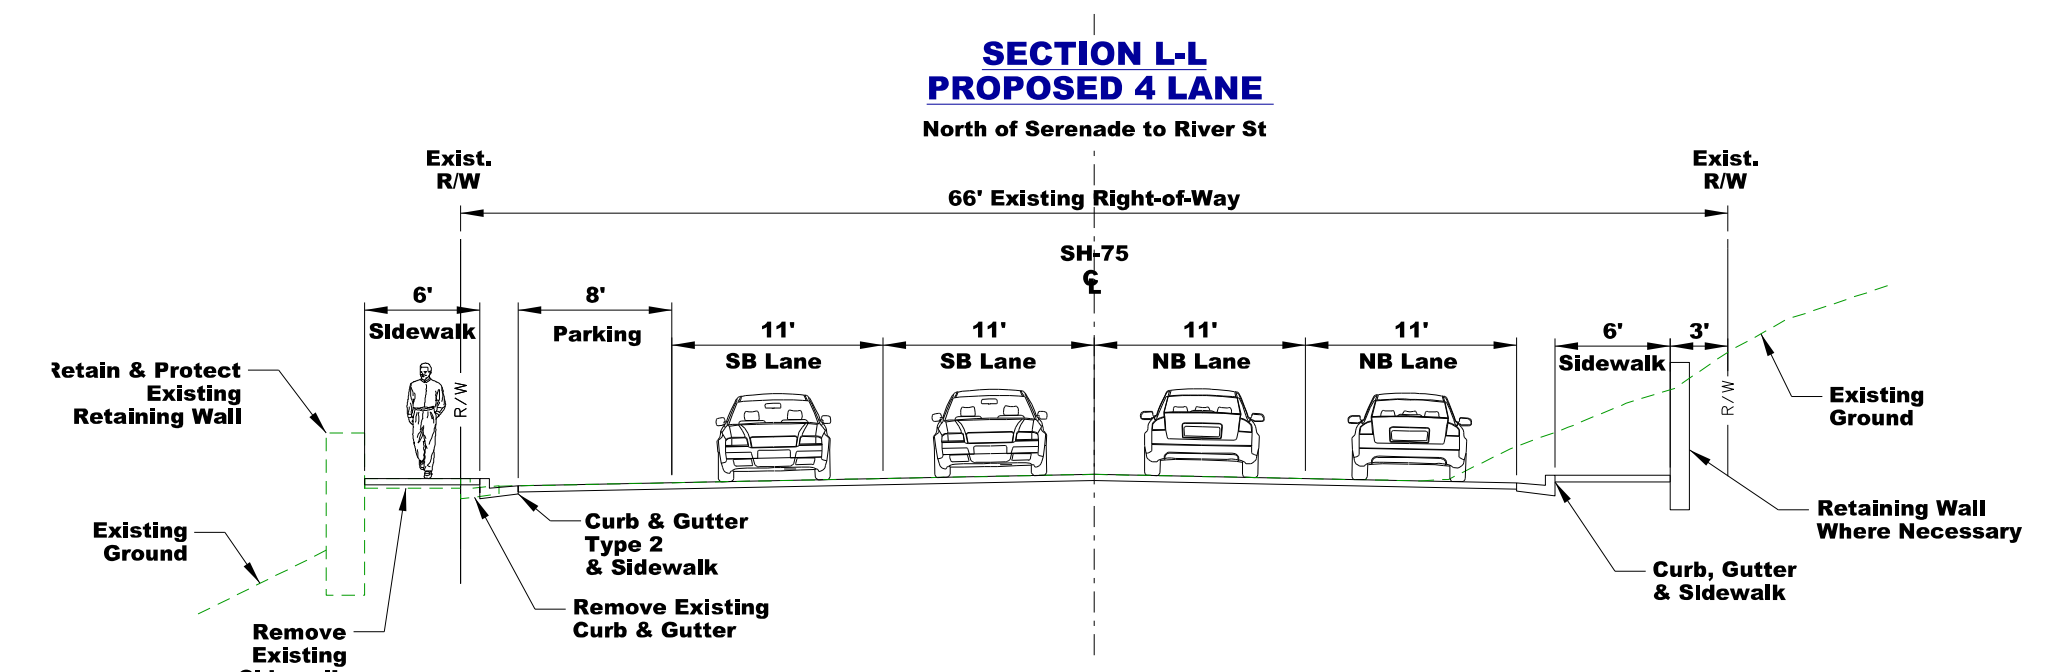 SECTION L-L
PROPOSED 4 LANE
North of Serenade to River St
Exist.
R/W
Exist.
R/W
66' Existing Right-of-Way
SH-75
CL
6'
Sidewalk
8'
Parking
11'
SB Lane
11'
SB Lane
11'
NB Lane
11'
NB Lane
6'
Sidewalk
3'
R/W
R/W
Retain & Protect
Existing
Retaining Wall
Existing
Ground
Existing
Ground
Remove
Existing
Curb & Gutter
Type 2
& Sidewalk
Remove Existing
Curb & Gutter
Retaining Wall
Where Necessary
Curb, Gutter
& Sidewalk